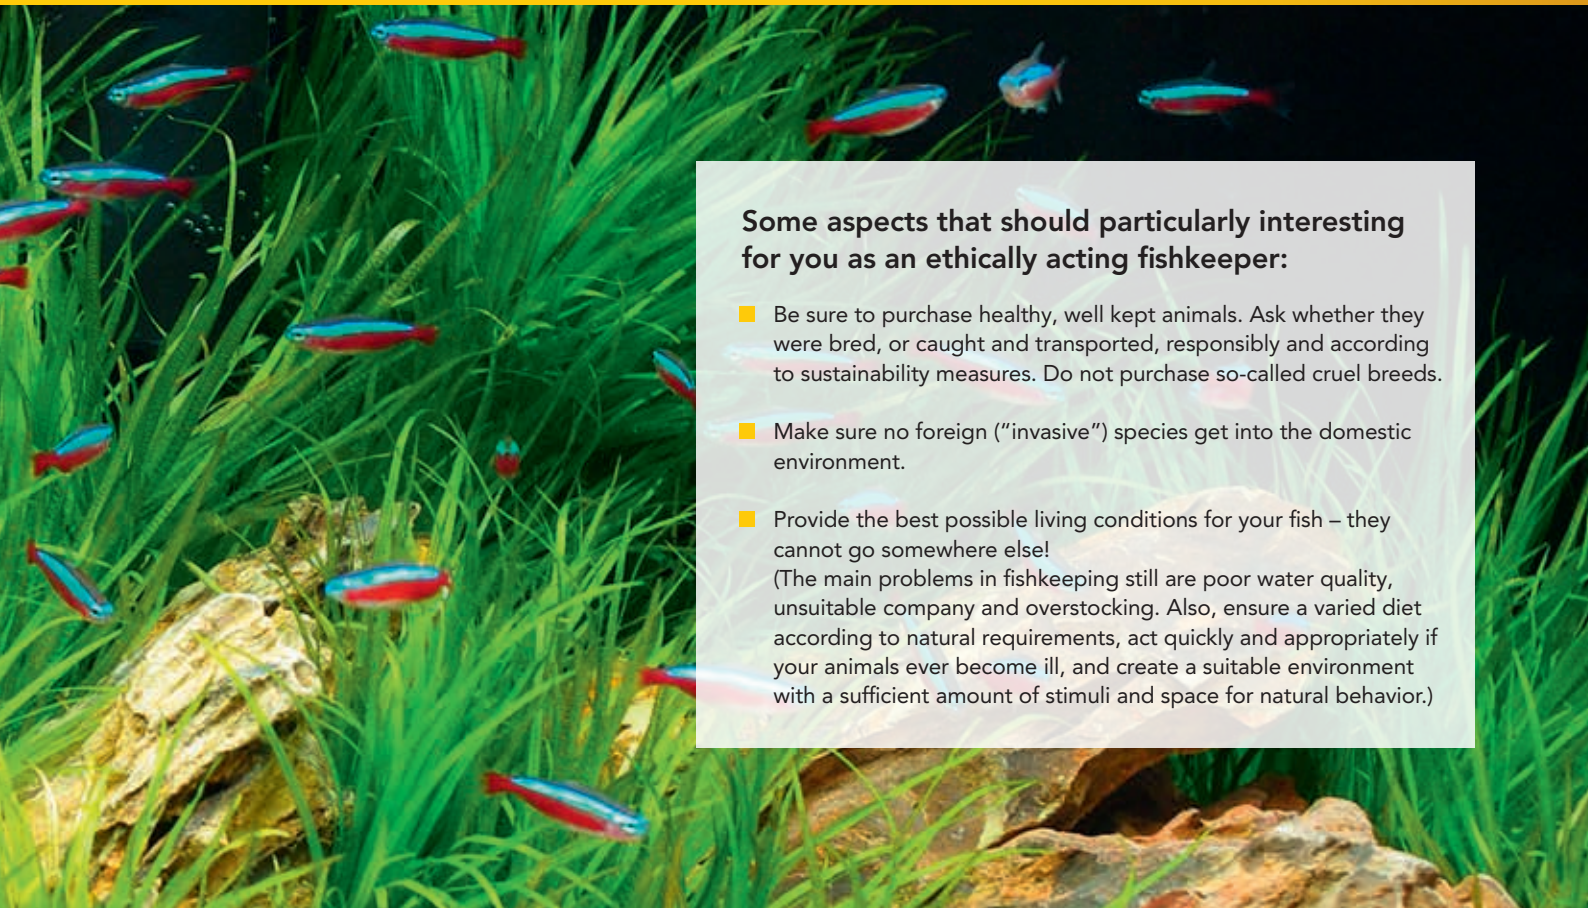 Some aspects that should particularly interesting
for you as an ethically acting fishkeeper:
Be sure to purchase healthy, well kept animals. Ask whether they
were bred, or caught and transported, responsibly and according
to sustainability measures. Do not purchase so-called cruel breeds.
Make sure no foreign (“invasive”) species get into the domestic
environment.
Provide the best possible living conditions for your fish – they
cannot go somewhere else!
(The main problems in fishkeeping still are poor water quality,
unsuitable company and overstocking. Also, ensure a varied diet
according to natural requirements, act quickly and appropriately if
your animals ever become ill, and create a suitable environment
with a sufficient amount of stimuli and space for natural behavior.)